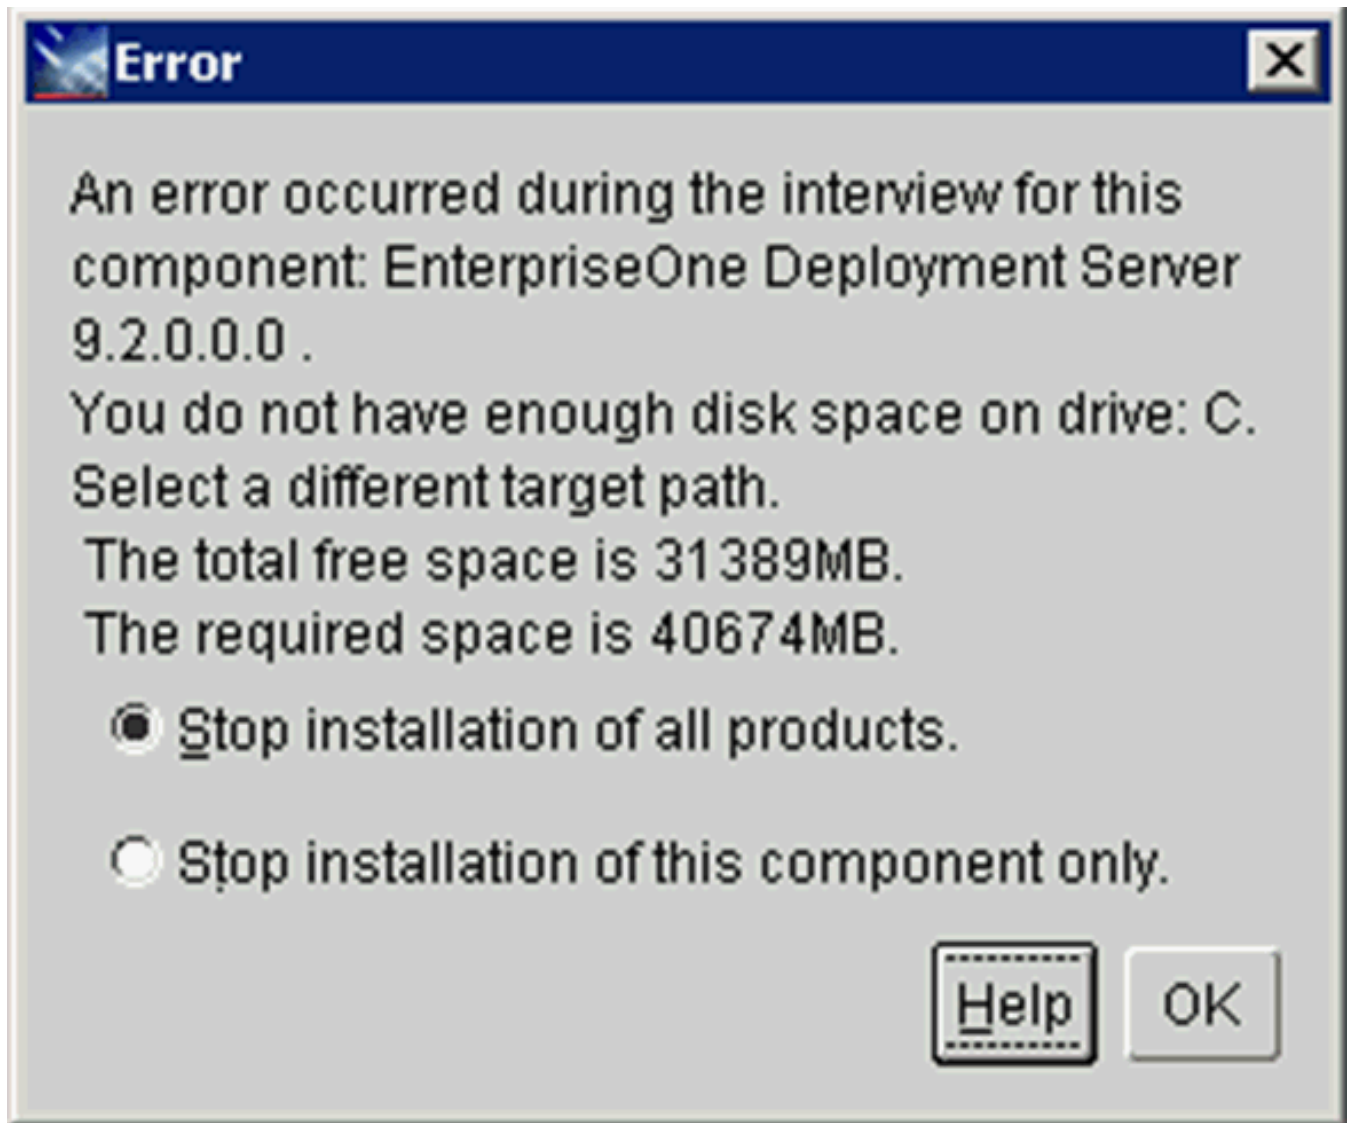 Error
An error occurred during the interview for this
component: EnterpriseOne Deployment Server
9.2.0.0.0 .
You do not have enough disk space on drive: C.
Select a different target path.
The total free space is 31389MB.
The required space is 40674MB.
Stop installation of all products.
Stop installation of this component only.
Help OK